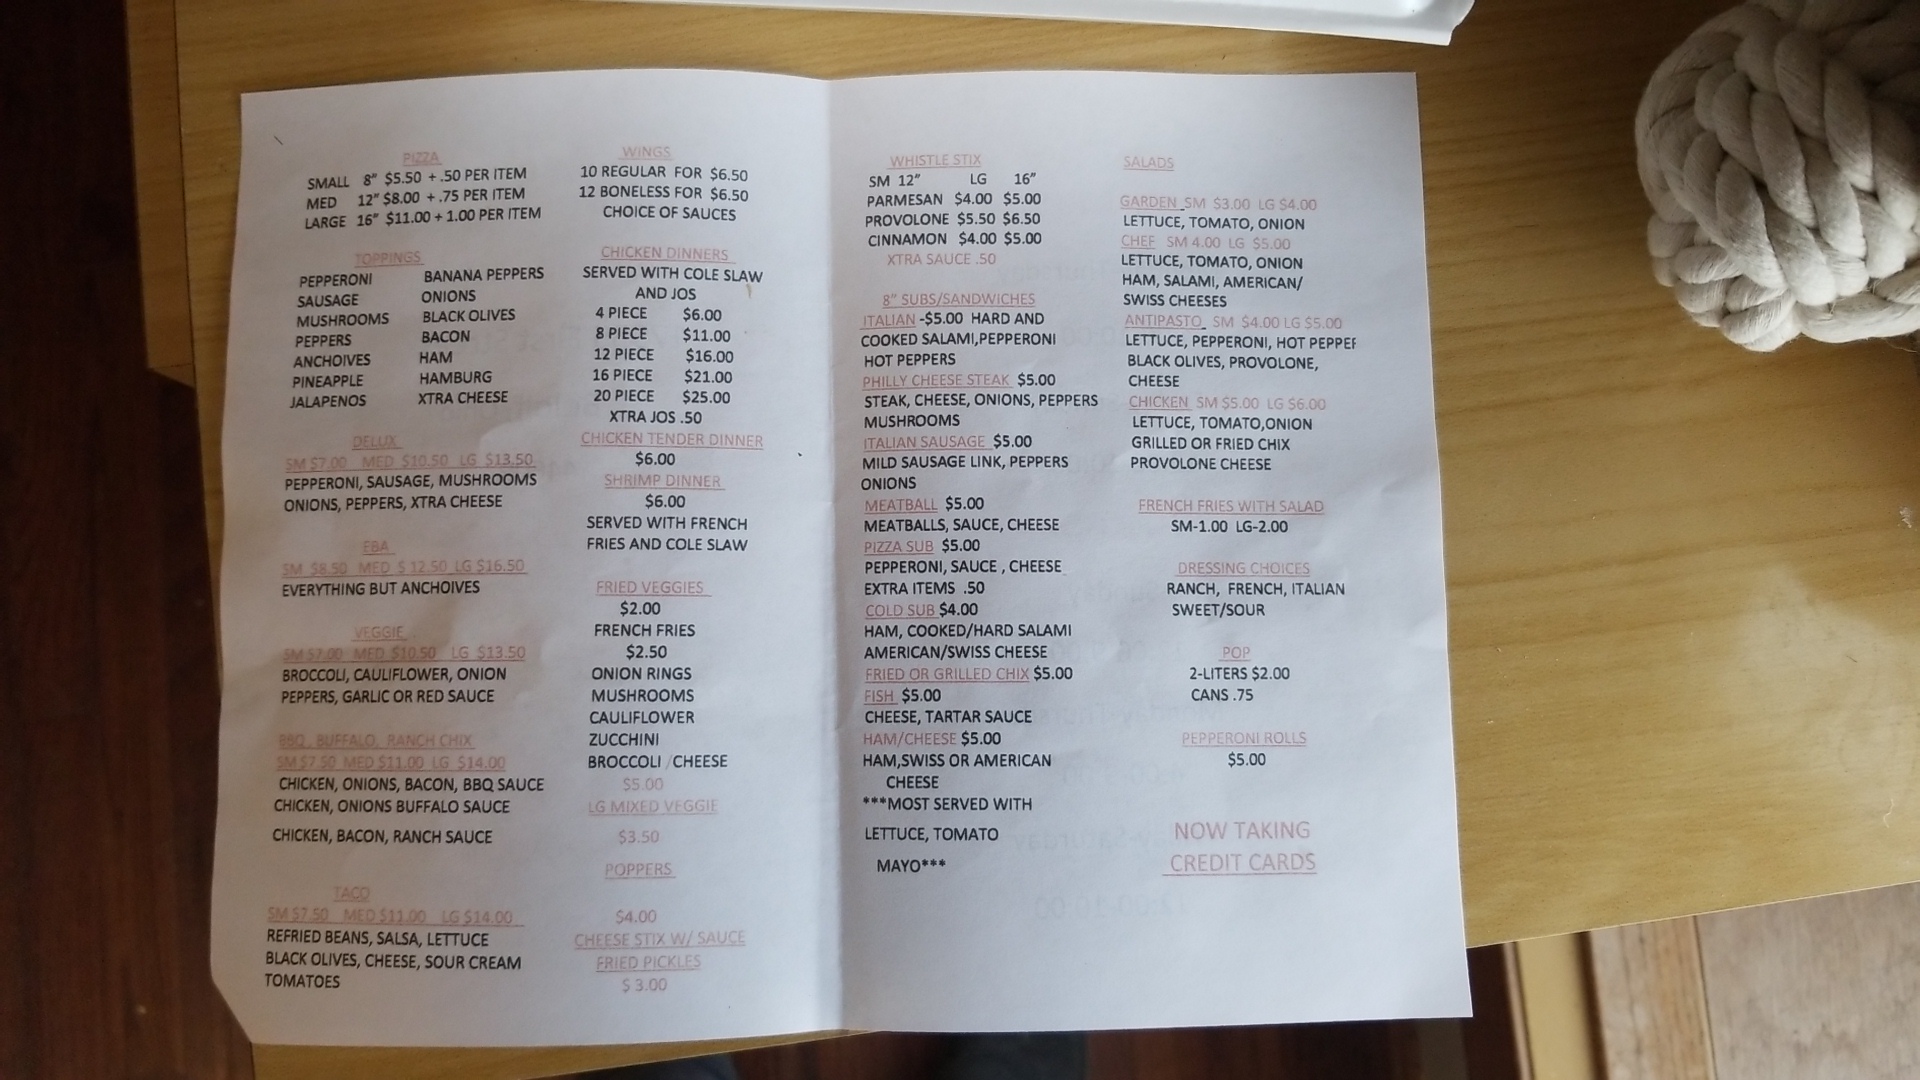 PIZZA
SMALL 8" $5.50 + .50 PER ITEM
MED 12" $8.00 + .75 PER ITEM
LARGE 16" $11.00 + 1.00 PER ITEM
TOPPINGS
PEPPERONI BANANA PEPPERS
SAUSAGE ONIONS
MUSHROOMS BLACK OLIVES
PEPPERS BACON
ANCHOIVES HAM
PINEAPPLE HAMBURG
JALAPENOS XTRA CHEESE
DELUX
SM $7.00 MED $10.50 LG $13.50
PEPPERONI, SAUSAGE, MUSHROOMS
ONIONS, PEPPERS, XTRA CHEESE
EBA
SM $8.50 MED $ 12.50 LG $16.50
EVERYTHING BUT ANCHOIVES
VEGGIE
SM $7.00 MED $10.50 LG $13.50
BROCCOLI, CAULIFLOWER, ONION
PEPPERS, GARLIC OR RED SAUCE
BBQ, BUFFALO, RANCH CHIX
SM $7.50 MED $11.00 LG $14.00
CHICKEN, ONIONS, BACON, BBQ SAUCE
CHICKEN, ONIONS BUFFALO SAUCE
CHICKEN, BACON, RANCH SAUCE
TACO
SM $7.50 MED $11.00 LG $14.00
REFRIED BEANS, SALSA, LETTUCE
BLACK OLIVES, CHEESE, SOUR CREAM
TOMATOES
WINGS
10 REGULAR FOR $6.50
12 BONELESS FOR $6.50
CHOICE OF SAUCES
CHICKEN DINNERS
SERVED WITH COLE SLAW
AND JOS
4 PIECE $6.00
8 PIECE $11.00
12 PIECE $16.00
16 PIECE $21.00
20 PIECE $25.00
XTRA JOS .50
CHICKEN TENDER DINNER
$6.00
SHRIMP DINNER
$6.00
SERVED WITH FRENCH
FRIES AND COLE SLAW
FRIED VEGGIES
$2.00
FRENCH FRIES
$2.50
ONION RINGS
MUSHROOMS
CAULIFLOWER
ZUCCHINI
BROCCOLI /CHEESE
$5.00
LG MIXED VEGGIE
$3.50
POPPERS
$4.00
CHEESE STIX W/ SAUCE
FRIED PICKLES
$ 3.00
WHISTLE STIX
SM 12" LG 16"
PARMESAN $4.00 $5.00
PROVOLONE $5.50 $6.50
CINNAMON $4.00 $5.00
XTRA SAUCE .50
8" SUBS/SANDWICHES
ITALIAN -$5.00 HARD AND
COOKED SALAMI,PEPPERONI
HOT PEPPERS
PHILLY CHEESE STEAK $5.00
STEAK, CHEESE, ONIONS, PEPPERS
MUSHROOMS
ITALIAN SAUSAGE $5.00
MILD SAUSAGE LINK, PEPPERS
ONIONS
MEATBALL $5.00
MEATBALLS, SAUCE, CHEESE
PIZZA SUB $5.00
PEPPERONI, SAUCE , CHEESE
EXTRA ITEMS .50
COLD SUB $4.00
HAM, COOKED/HARD SALAMI
AMERICAN/SWISS CHEESE
FRIED OR GRILLED CHIX $5.00
FISH $5.00
CHEESE, TARTAR SAUCE
HAM/CHEESE $5.00
HAM,SWISS OR AMERICAN
CHEESE
***MOST SERVED WITH
LETTUCE, TOMATO
MAYO***
SALADS
GARDEN SM $3.00 LG $4.00
LETTUCE, TOMATO, ONION
CHEF SM 4.00 LG $5.00
LETTUCE, TOMATO, ONION
HAM, SALAMI, AMERICAN/
SWISS CHEESES
ANTIPASTO SM $4.00 LG $5.00
LETTUCE, PEPPERONI, HOT PEPPER
BLACK OLIVES, PROVOLONE,
CHEESE
CHICKEN SM $5.00 LG $6.00
LETTUCE, TOMATO,ONION
GRILLED OR FRIED CHIX
PROVOLONE CHEESE
FRENCH FRIES WITH SALAD
SM-1.00 LG-2.00
DRESSING CHOICES
RANCH, FRENCH, ITALIAN
SWEET/SOUR
POP
2-LITERS $2.00
CANS .75
PEPPERONI ROLLS
$5.00
NOW TAKING
CREDIT CARDS